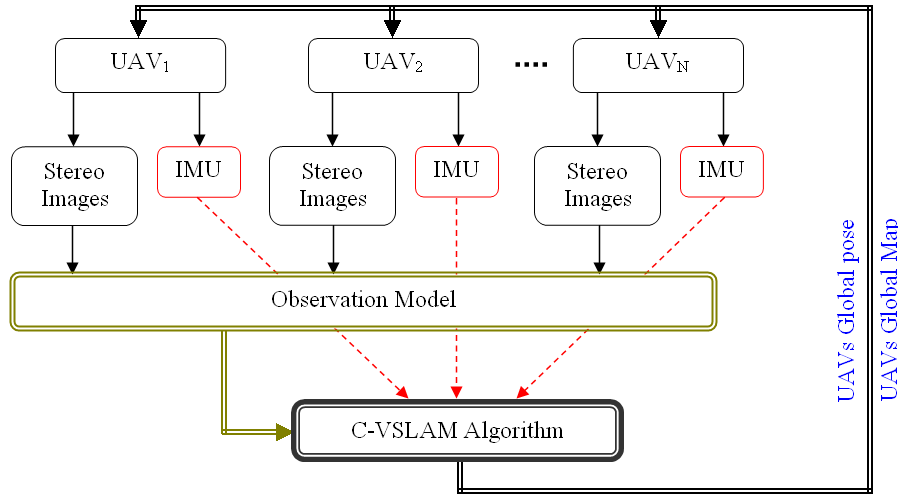 UAV₁
UAV₂
....
UAV_N
Stereo
Images
IMU
Stereo
Images
IMU
Stereo
Images
IMU
Observation Model
C-VSLAM Algorithm
UAVs Global pose
UAVs Global Map